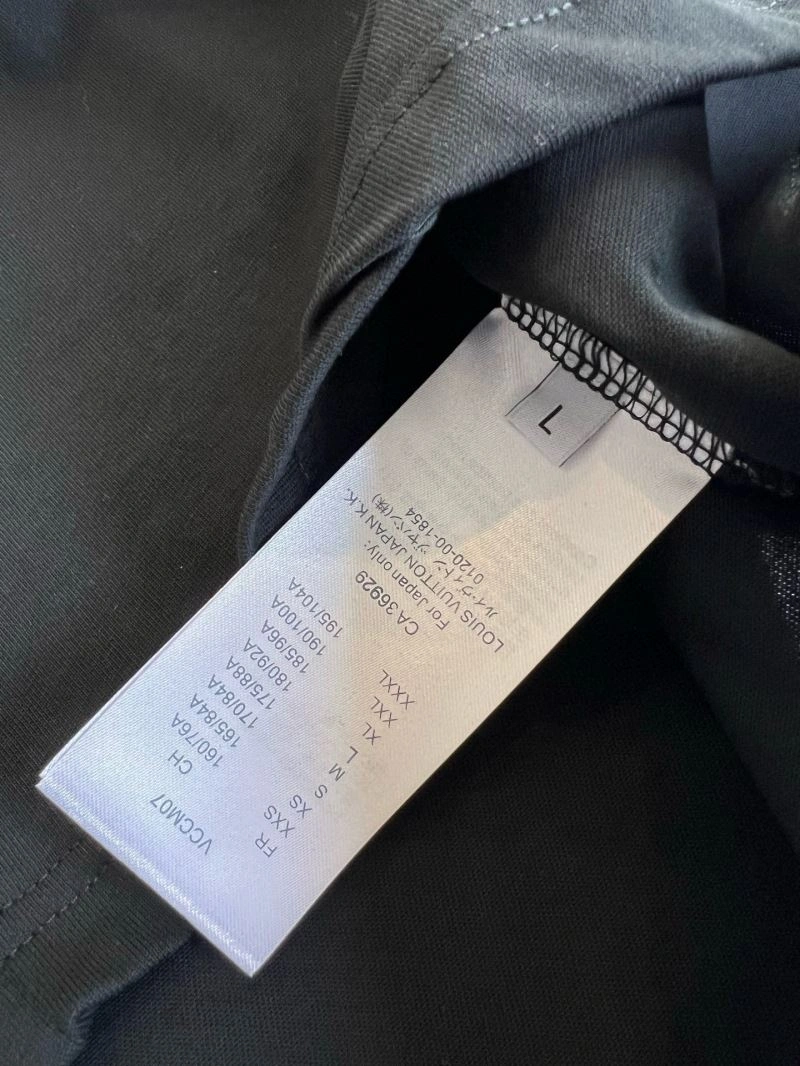 VCCM07
FR CH
XXS 160/76A
XS 165/84A
S 170/84A
M 175/88A
L 180/92A
XL 185/96A
XXL 190/100A
XXXL 195/104A
CA 36929
For Japan only:
LOUIS VUITTON JAPAN K.K.
ルイ・ヴィトン ジャパン(株)
0120-00-1854
L